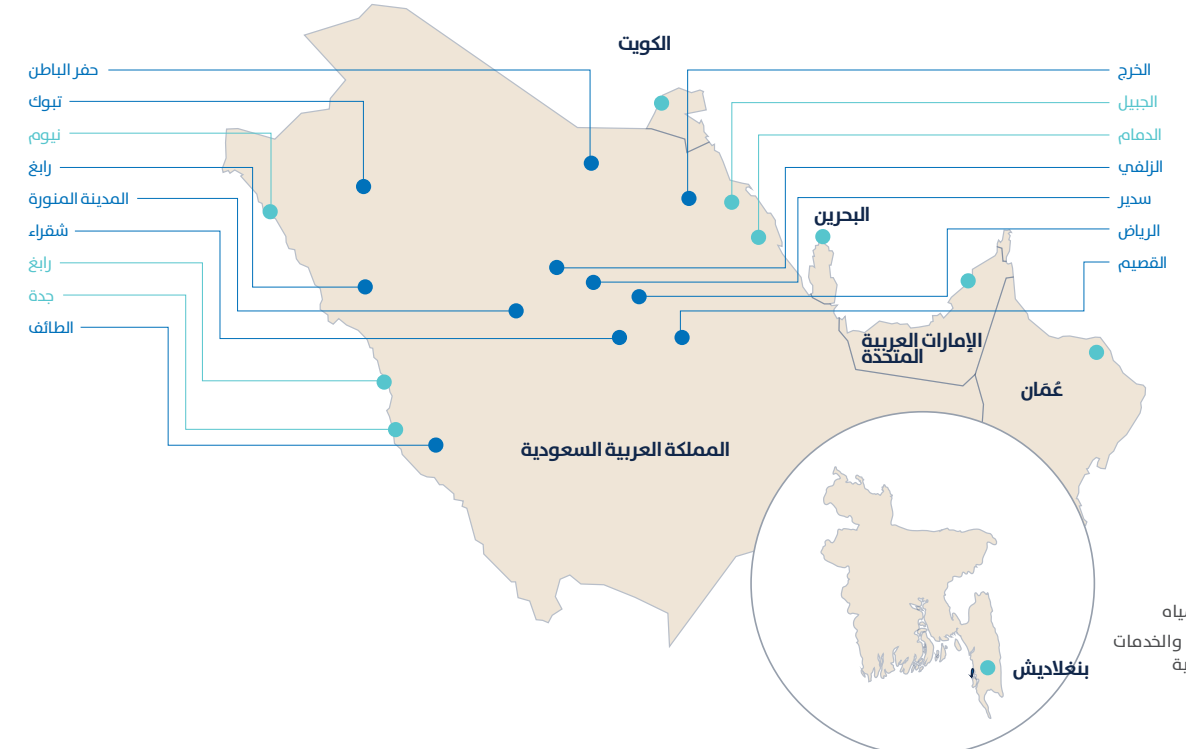 الكويت
الخرج
الجبيل
الدمام
الزلفي
سدير
الرياض
القصيم
حفر الباطن
تبوك
نيوم
رابغ
المدينة المنورة
شقراء
رابغ
جدة
الطائف
البحرين
الإمارات العربية
المتحدة
عُمَان
المملكة العربية السعودية
بنغلاديش
والخدمات